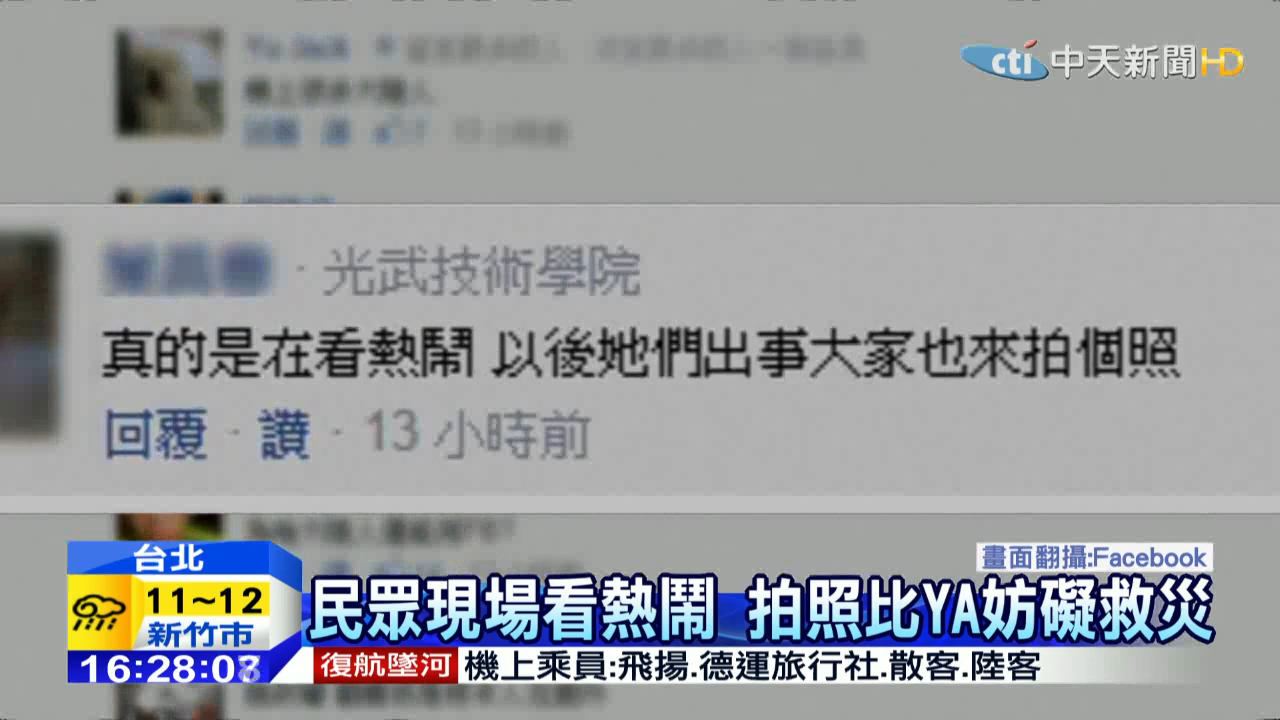 cti 中天新聞HD
光武技術學院
真的是在看熱鬧 以後她們出事大家也來拍個照
回覆 · 讚 · 13 小時前
畫面翻攝:Facebook
台北
11~12
新竹市
16:28:08
民眾現場看熱鬧 拍照比YA妨礙救災
復航墜河 機上乘員:飛揚.德運旅行社.散客.陸客